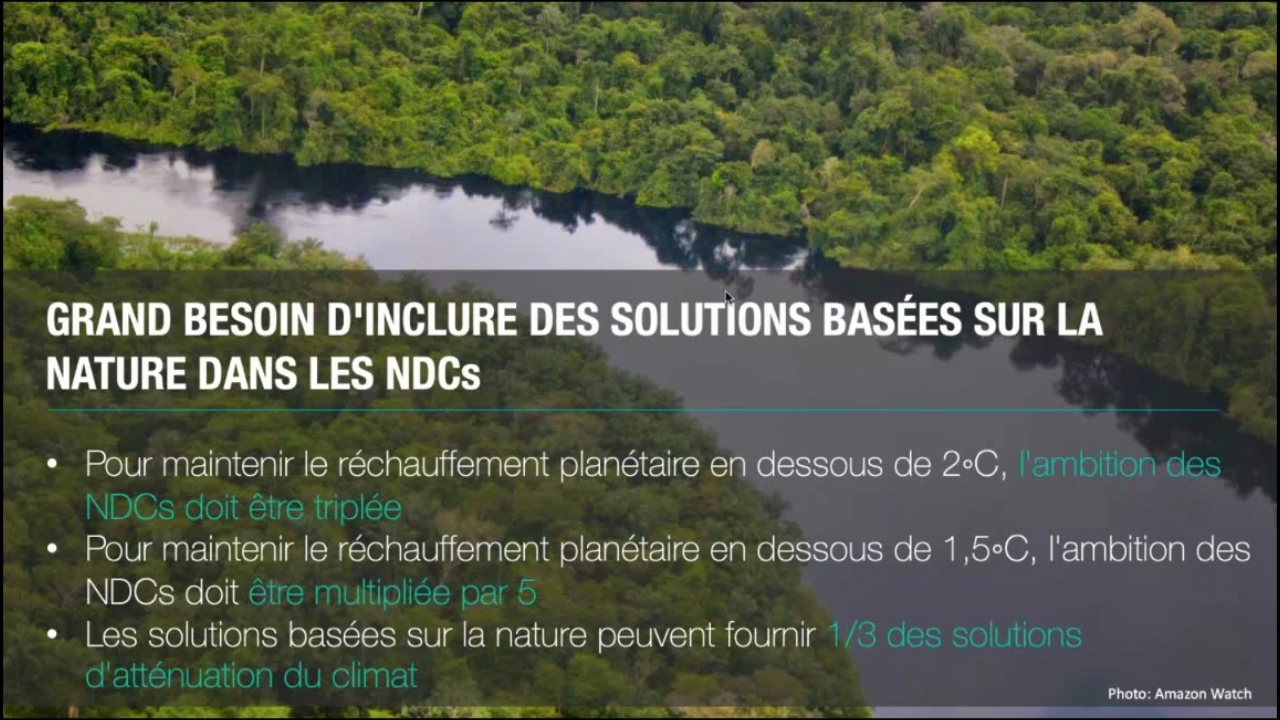 GRAND BESOIN D'INCLURE DES SOLUTIONS BASÉES SUR LA
NATURE DANS LES NDCs
• Pour maintenir le réchauffement planétaire en dessous de 2°C, l'ambition des
NDCs doit être triplée
• Pour maintenir le réchauffement planétaire en dessous de 1,5°C, l'ambition des
NDCs doit être multipliée par 5
• Les solutions basées sur la nature peuvent fournir 1/3 des solutions
d'atténuation du climat
Photo: Amazon Watch